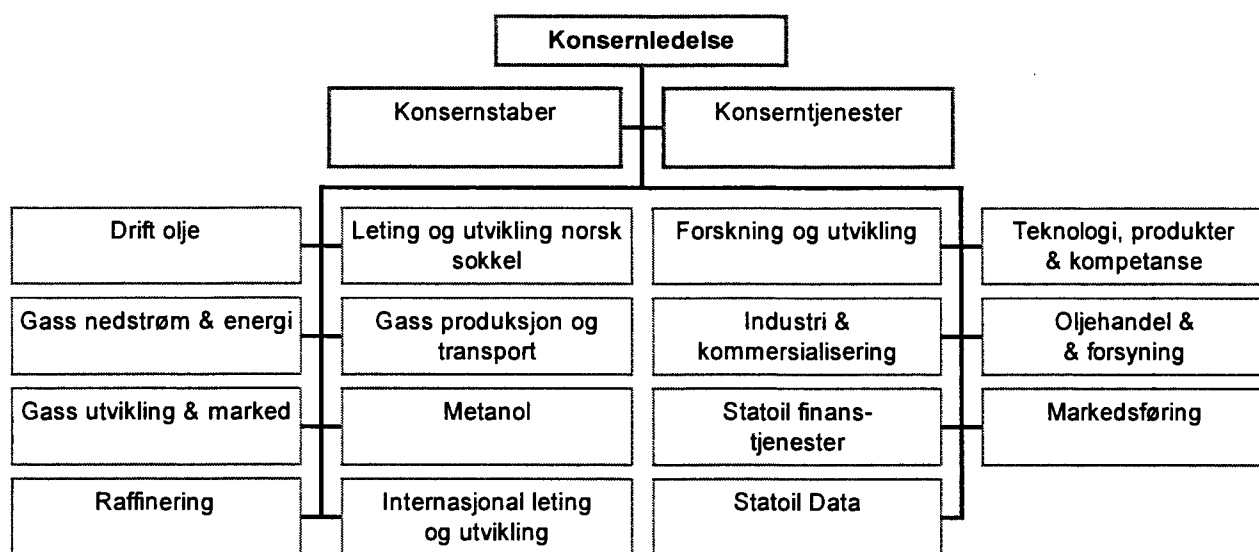 Konsernledelse
Konsernstaber
Konserntjenester
Drift olje
Leting og utvikling norsk
sokkel
Forskning og utvikling
Teknologi, produkter
& kompetanse
Gass nedstrøm & energi
Gass produksjon og
transport
Industri &
kommersialisering
Oljehandel &
& forsyning
Gass utvikling & marked
Metanol
Statoil finans-
tjenester
Markedsføring
Raffinering
Internasjonal leting
og utvikling
Statoil Data